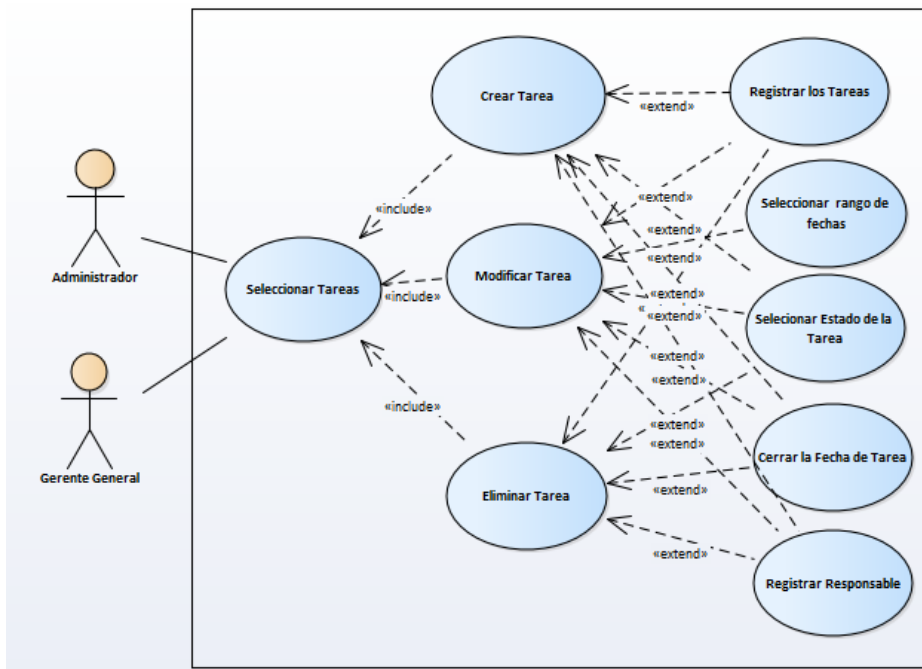 Crear Tarea
Registrar los Tareas
«extend»
Administrador
«include»
«extend»
Seleccionar rango de
fechas
«extend»
Seleccionar Tareas
Modificar Tarea
«include»
«extend»
«extend»
Selecionar Estado de la
Tarea
«extend»
«extend»
Gerente General
«include»
«extend»
«extend»
Cerrar la Fecha de Tarea
Eliminar Tarea
«extend»
«extend»
Registrar Responsable